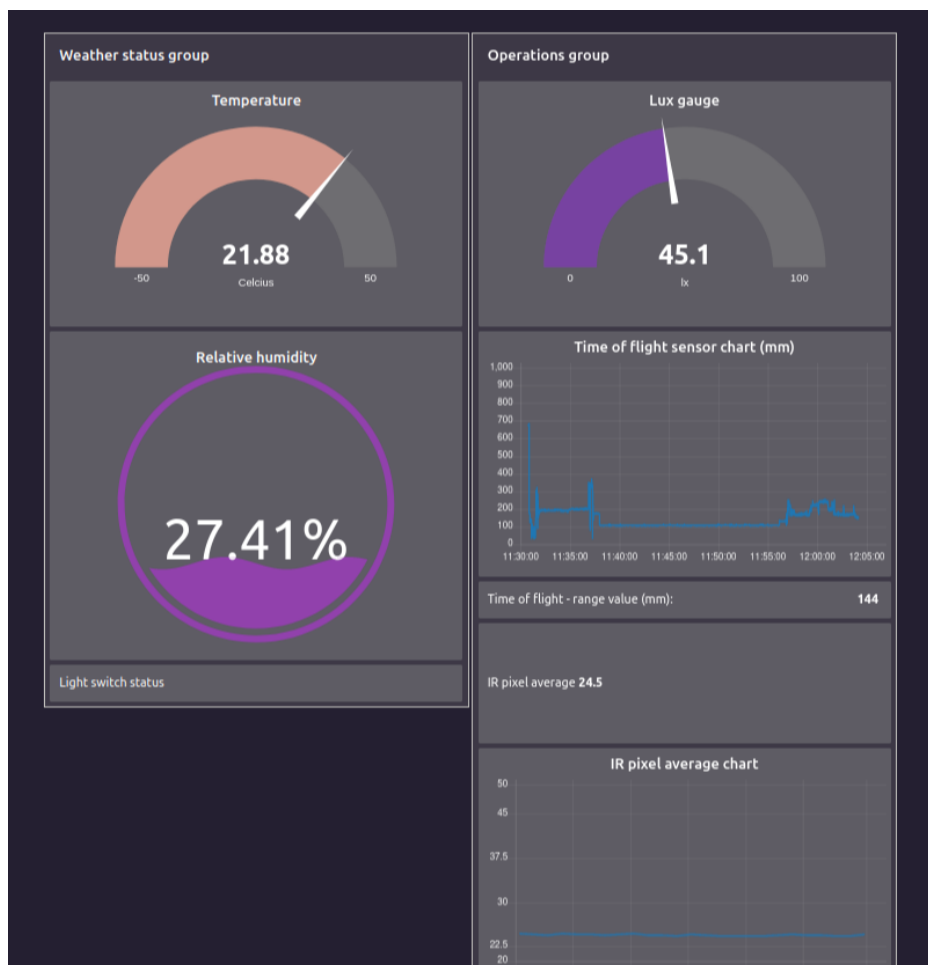 Weather status group
Temperature
21.88
-50
50
Celcius
Relative humidity
27.41%
Light switch status
Operations group
Lux gauge
45.1
0
100
lx
Time of flight sensor chart (mm)
1,000
900
800
700
600
500
400
300
200
100
0
11:30:00 11:35:00 11:40:00 11:45:00 11:50:00 11:55:00 12:00:00 12:05:00
Time of flight - range value (mm): 144
IR pixel average 24.5
IR pixel average chart
50
45
37.5
30
22.5
20